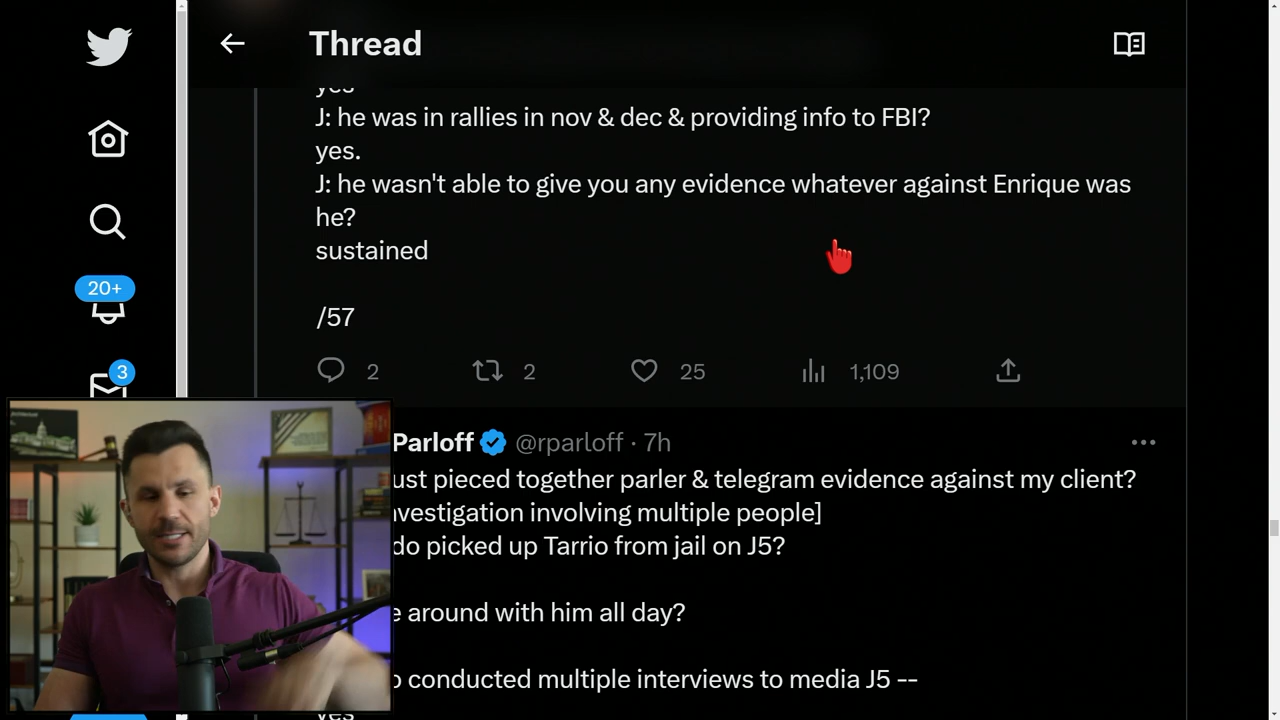 Thread
yes
J: he was in rallies in nov & dec & providing info to FBI?
yes.
J: he wasn't able to give you any evidence whatever against Enrique was
he?
sustained
/57
2 2 25 1,109
20+
3
Parloff @rparloff · 7h
ust pieced together parler & telegram evidence against my client?
nvestigation involving multiple people]
do picked up Tarrio from jail on J5?
e around with him all day?
o conducted multiple interviews to media J5 --
yes